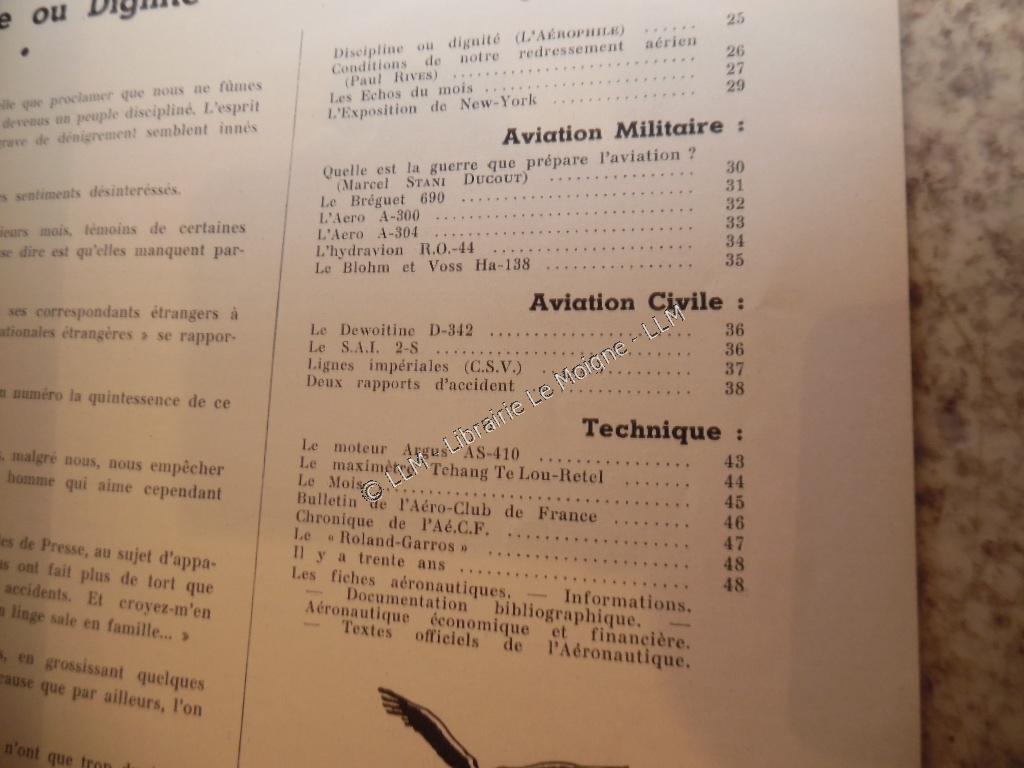 e ou Dignité
elle que proclamer que nous ne fûmes
devenus un peuple discipliné. L'esprit
grave de dénigrement semblent innés
es sentiments désintéressés.
ieurs mois, témoins de certaines
se dire est qu'elles manquent par-
ses correspondants étrangers à
ationales étrangères » se rappor-
n numéro la quintessence de ce
s, malgré nous, nous empêcher
homme qui aime cependant
les de Presse, au sujet d'appa-
us ont fait plus de tort que
accidents. Et croyez-m'en
n linge sale en famille... »
s, en grossissant quelques
cause que par ailleurs, l'on
n'ont que trop
Discipline ou dignité (L'AÉROPHILE) ...... 25
Conditions de notre redressement aérien
(Paul RIVES) ...... 26
Les Echos du mois ...... 27
L'Exposition de New-York ...... 29
Aviation Militaire :
Quelle est la guerre que prépare l'aviation ?
(Marcel STANI DUCOUT) ...... 30
Le Bréguet 690 ...... 31
L'Aero A-300 ...... 32
L'Aero A-304 ...... 33
L'hydravion R.O.-44 ...... 34
Le Blohm et Voss Ha-138 ...... 35
Aviation Civile :
Le Dewoitine D-342 ...... 36
Le S.A.I. 2-S ...... 36
Lignes impériales (C.S.V.) ...... 37
Deux rapports d'accident ...... 38
Technique :
Le moteur Argus AS-410 ...... 43
Le maximètre Tchang Te Lou-Retel ...... 44
Le Mois ...... 45
Bulletin de l'Aéro-Club de France ...... 46
Chronique de l'Aé.C.F. ...... 47
Le « Roland-Garros » ...... 48
Il y a trente ans ...... 48
Les fiches aéronautiques. — Informations.
— Documentation bibliographique. —
Aéronautique économique et financière.
— Textes officiels de l'Aéronautique.
© LLM - Librairie Le Moigne - LLM